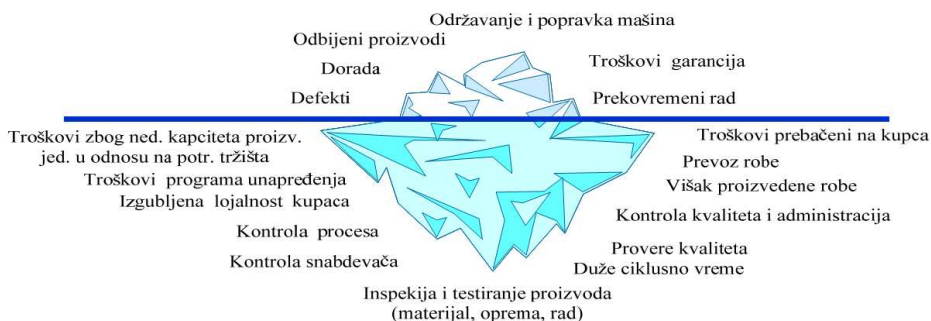 Održavanje i popravka mašina
Odbijeni proizvodi
Troškovi garancija
Dorada
Defekti
Prekovremeni rad
Troškovi zbog ned. kapciteta proizv.
jed. u odnosu na potr. tržišta
Troškovi prebačeni na kupca
Prevoz robe
Troškovi programa unapređenja
Višak proizvedene robe
Izgubljena lojalnost kupaca
Kontrola kvaliteta i administracija
Kontrola procesa
Provere kvaliteta
Kontrola snabdevača
Duže ciklusno vreme
Inspekija i testiranje proizvoda
(materijal, oprema, rad)